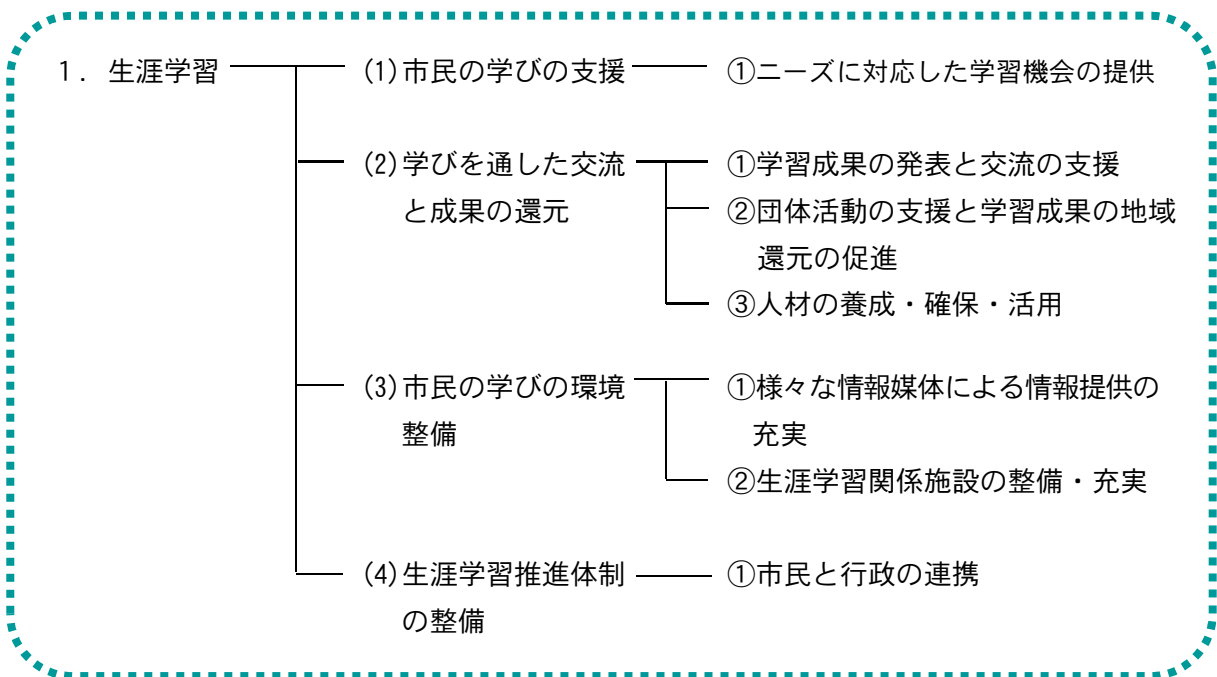 1．生涯学習
(1)市民の学びの支援
①ニーズに対応した学習機会の提供
(2)学びを通した交流
と成果の還元
①学習成果の発表と交流の支援
②団体活動の支援と学習成果の地域
還元の促進
③人材の養成・確保・活用
(3)市民の学びの環境
整備
①様々な情報媒体による情報提供の
充実
②生涯学習関係施設の整備・充実
(4)生涯学習推進体制
の整備
①市民と行政の連携